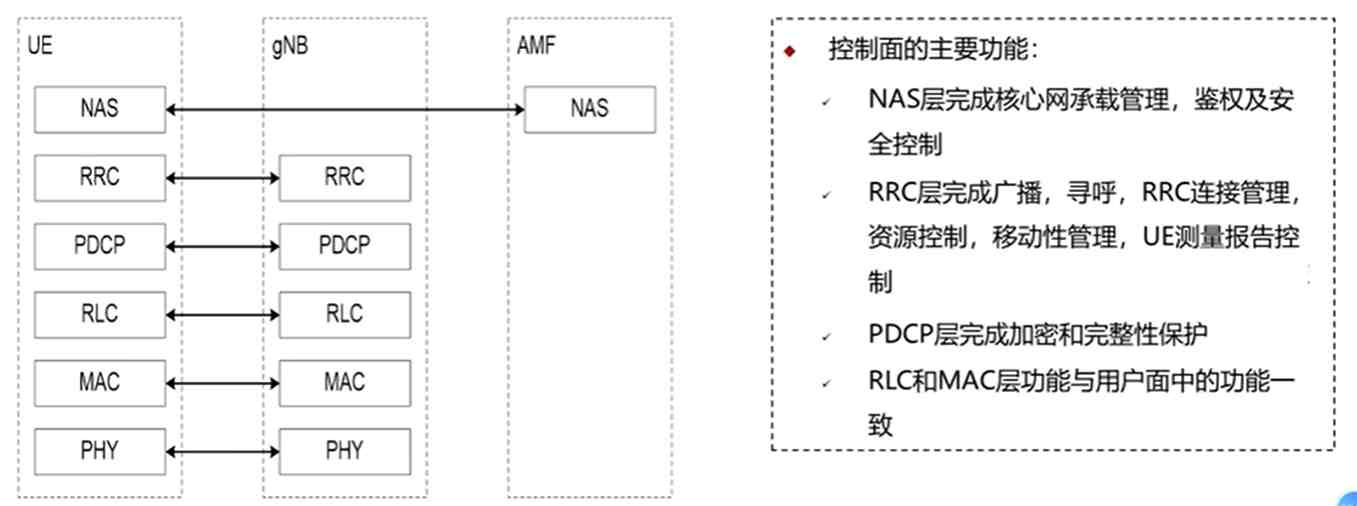 UE
gNB
AMF
NAS
NAS
RRC
RRC
PDCP
PDCP
RLC
RLC
MAC
MAC
PHY
PHY
控制面的主要功能：
NAS层完成核心网承载管理，鉴权及安
全控制
RRC层完成广播，寻呼，RRC连接管理，
资源控制，移动性管理，UE测量报告控
制
PDCP层完成加密和完整性保护
RLC和MAC层功能与用户面中的功能一
致